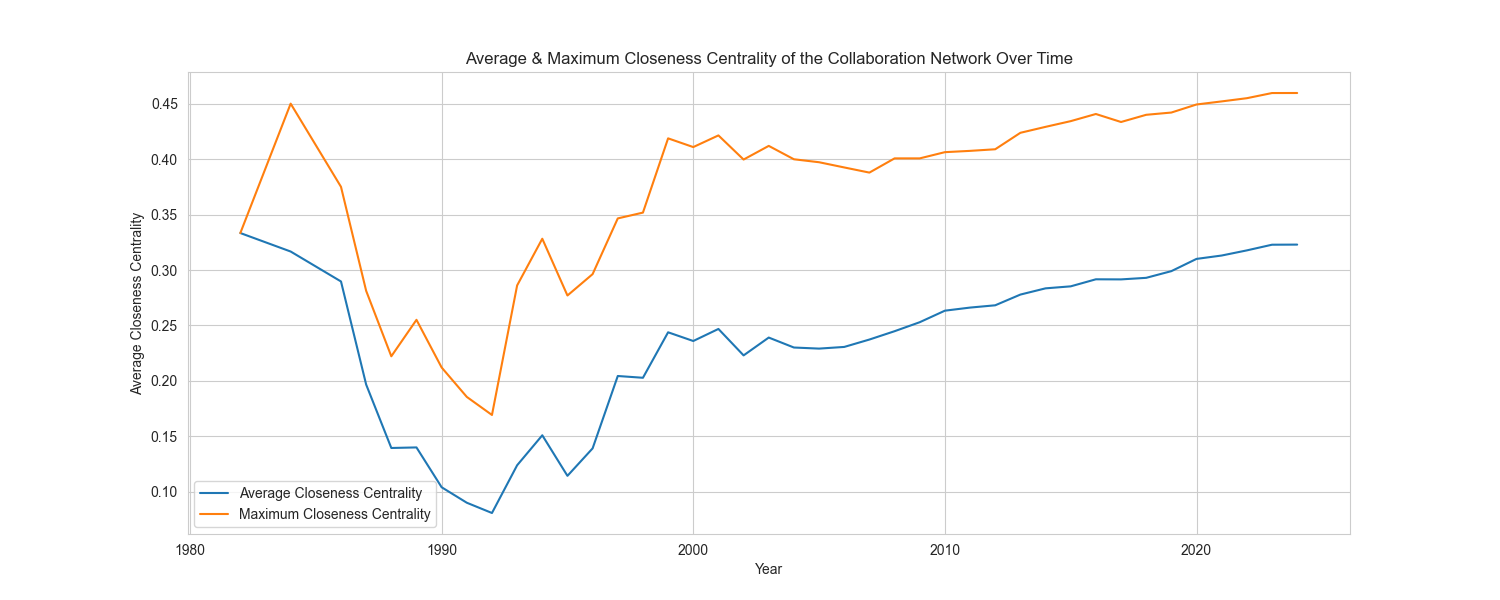 Average & Maximum Closeness Centrality of the Collaboration Network Over Time
Average Closeness Centrality
0.45
0.40
0.35
0.30
0.25
0.20
0.15
0.10
Average Closeness Centrality
Maximum Closeness Centrality
1980 1990 2000 2010 2020
Year